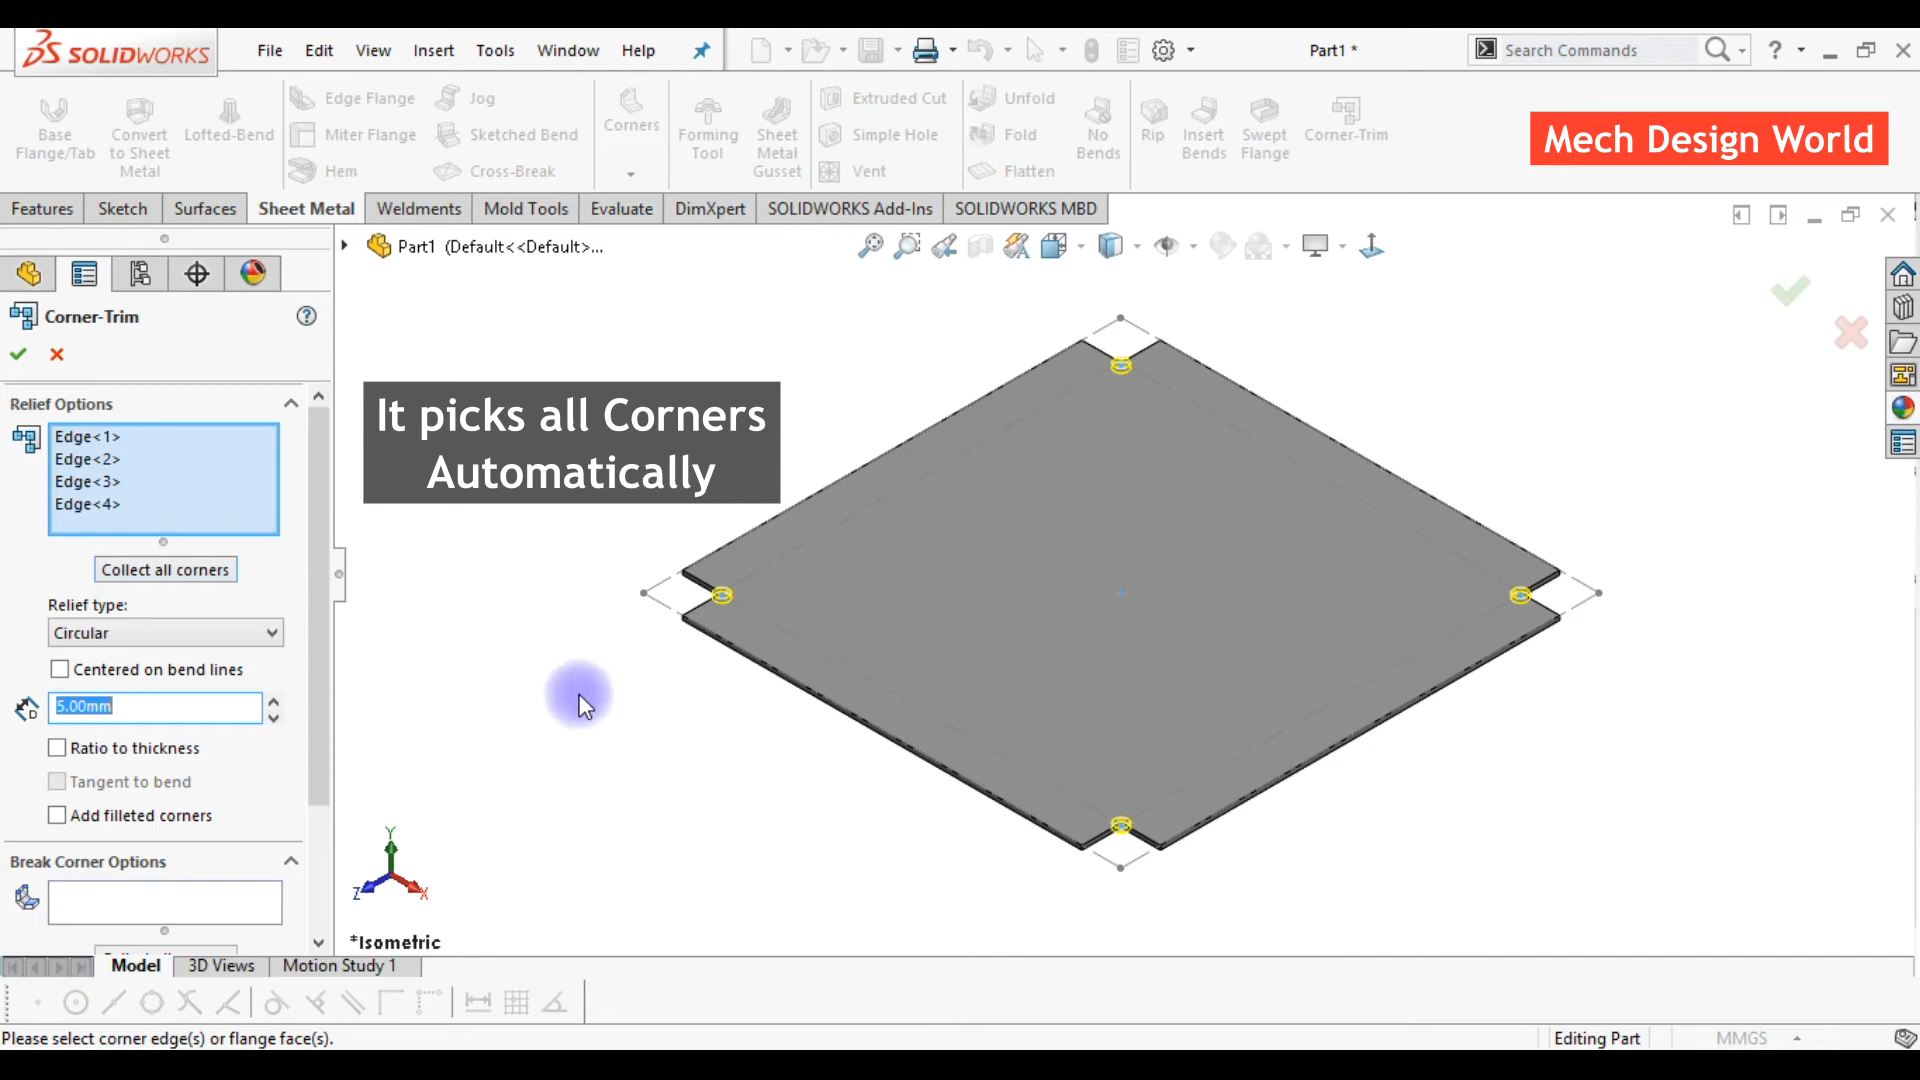 SOLIDWORKS File Edit View Insert Tools Window Help Part1 * Search Commands ?
Base Flange/Tab
Convert to Sheet Metal
Lofted-Bend
Edge Flange
Miter Flange
Hem
Jog
Sketched Bend
Cross-Break
Corners
Forming Tool
Sheet Metal Gusset
Extruded Cut
Simple Hole
Vent
Unfold
Fold
Flatten
No Bends
Rip
Insert Bends
Swept Flange
Corner-Trim
Mech Design World
Features Sketch Surfaces Sheet Metal Weldments Mold Tools Evaluate DimXpert SOLIDWORKS Add-Ins SOLIDWORKS MBD
Part1 (Default<<Default>...
Corner-Trim
Relief Options
Edge<1>
Edge<2>
Edge<3>
Edge<4>
Collect all corners
Relief type:
Circular
Centered on bend lines
D
5.00mm
Ratio to thickness
Tangent to bend
Add filleted corners
Break Corner Options
It picks all Corners
Automatically
Y
Z
X
*Isometric
Model 3D Views Motion Study 1
Please select corner edge(s) or flange face(s).
Editing Part MMGS